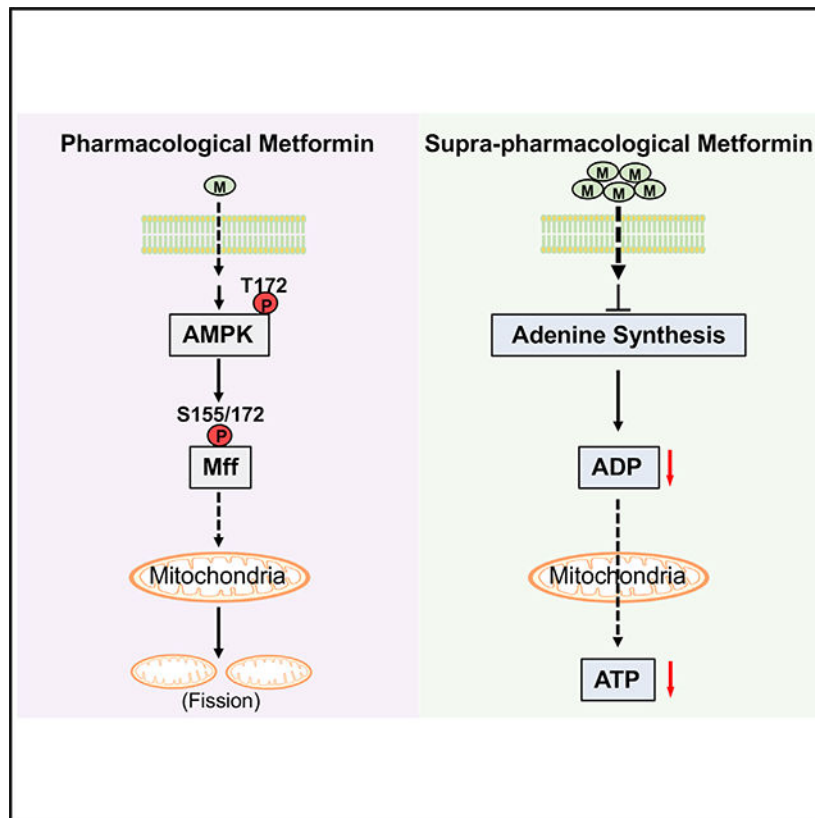 Pharmacological Metformin
M
T172
P
AMPK
S155/172
P
Mff
Mitochondria
(Fission)
Supra-pharmacological Metformin
M
M
M
M
M
Adenine Synthesis
ADP
Mitochondria
ATP